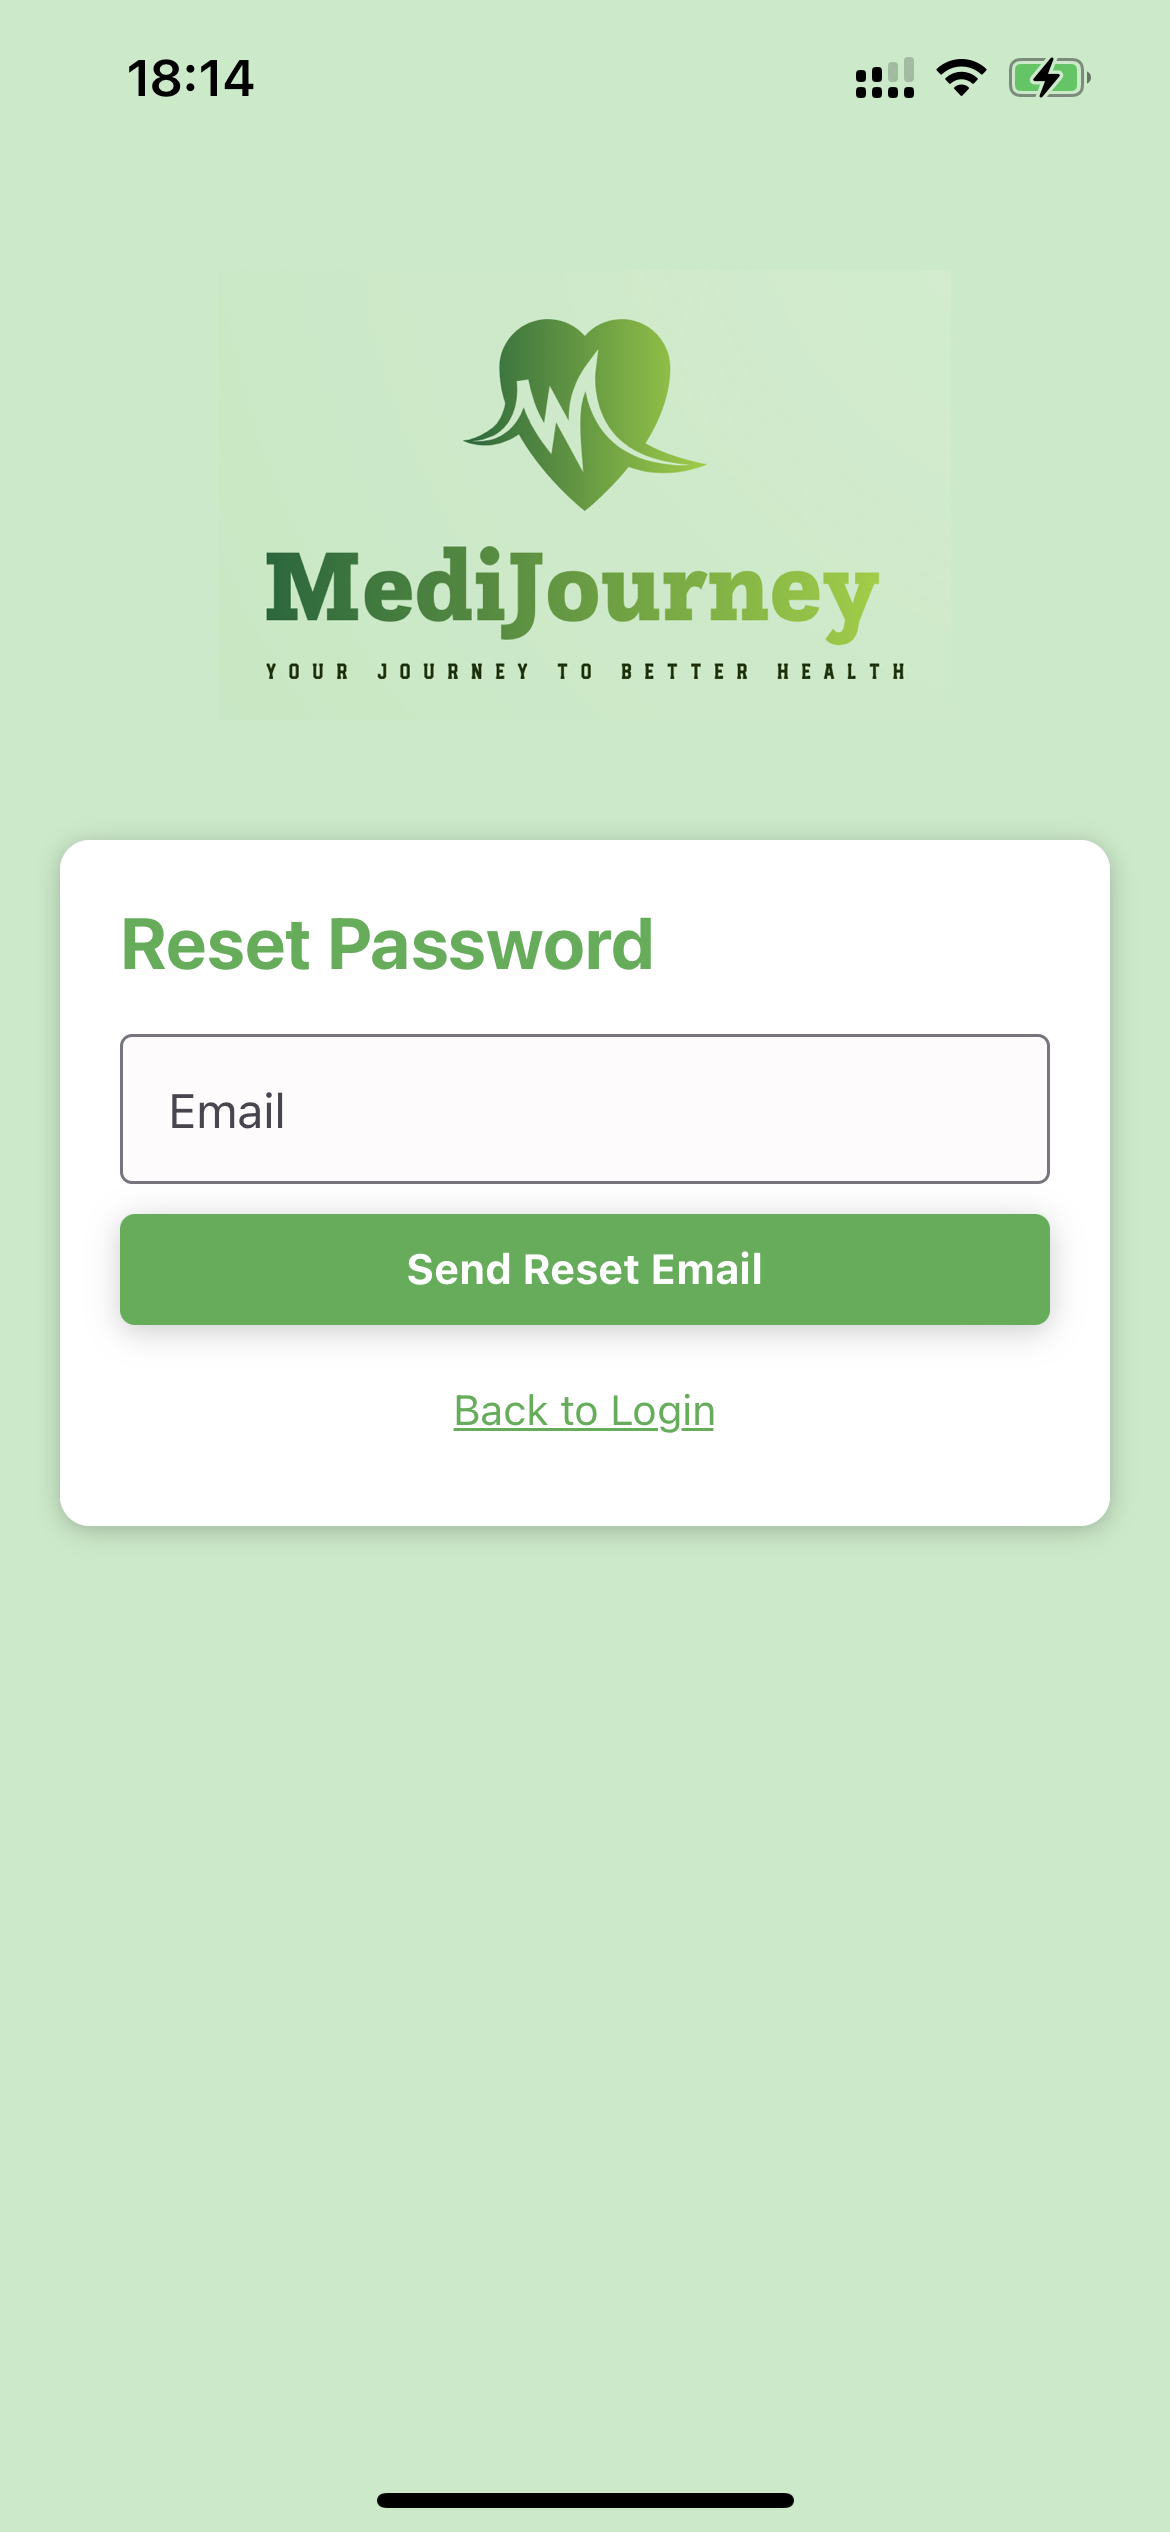 18:14
MediJourney
YOUR JOURNEY TO BETTER HEALTH
Reset Password
Email
Send Reset Email
Back to Login